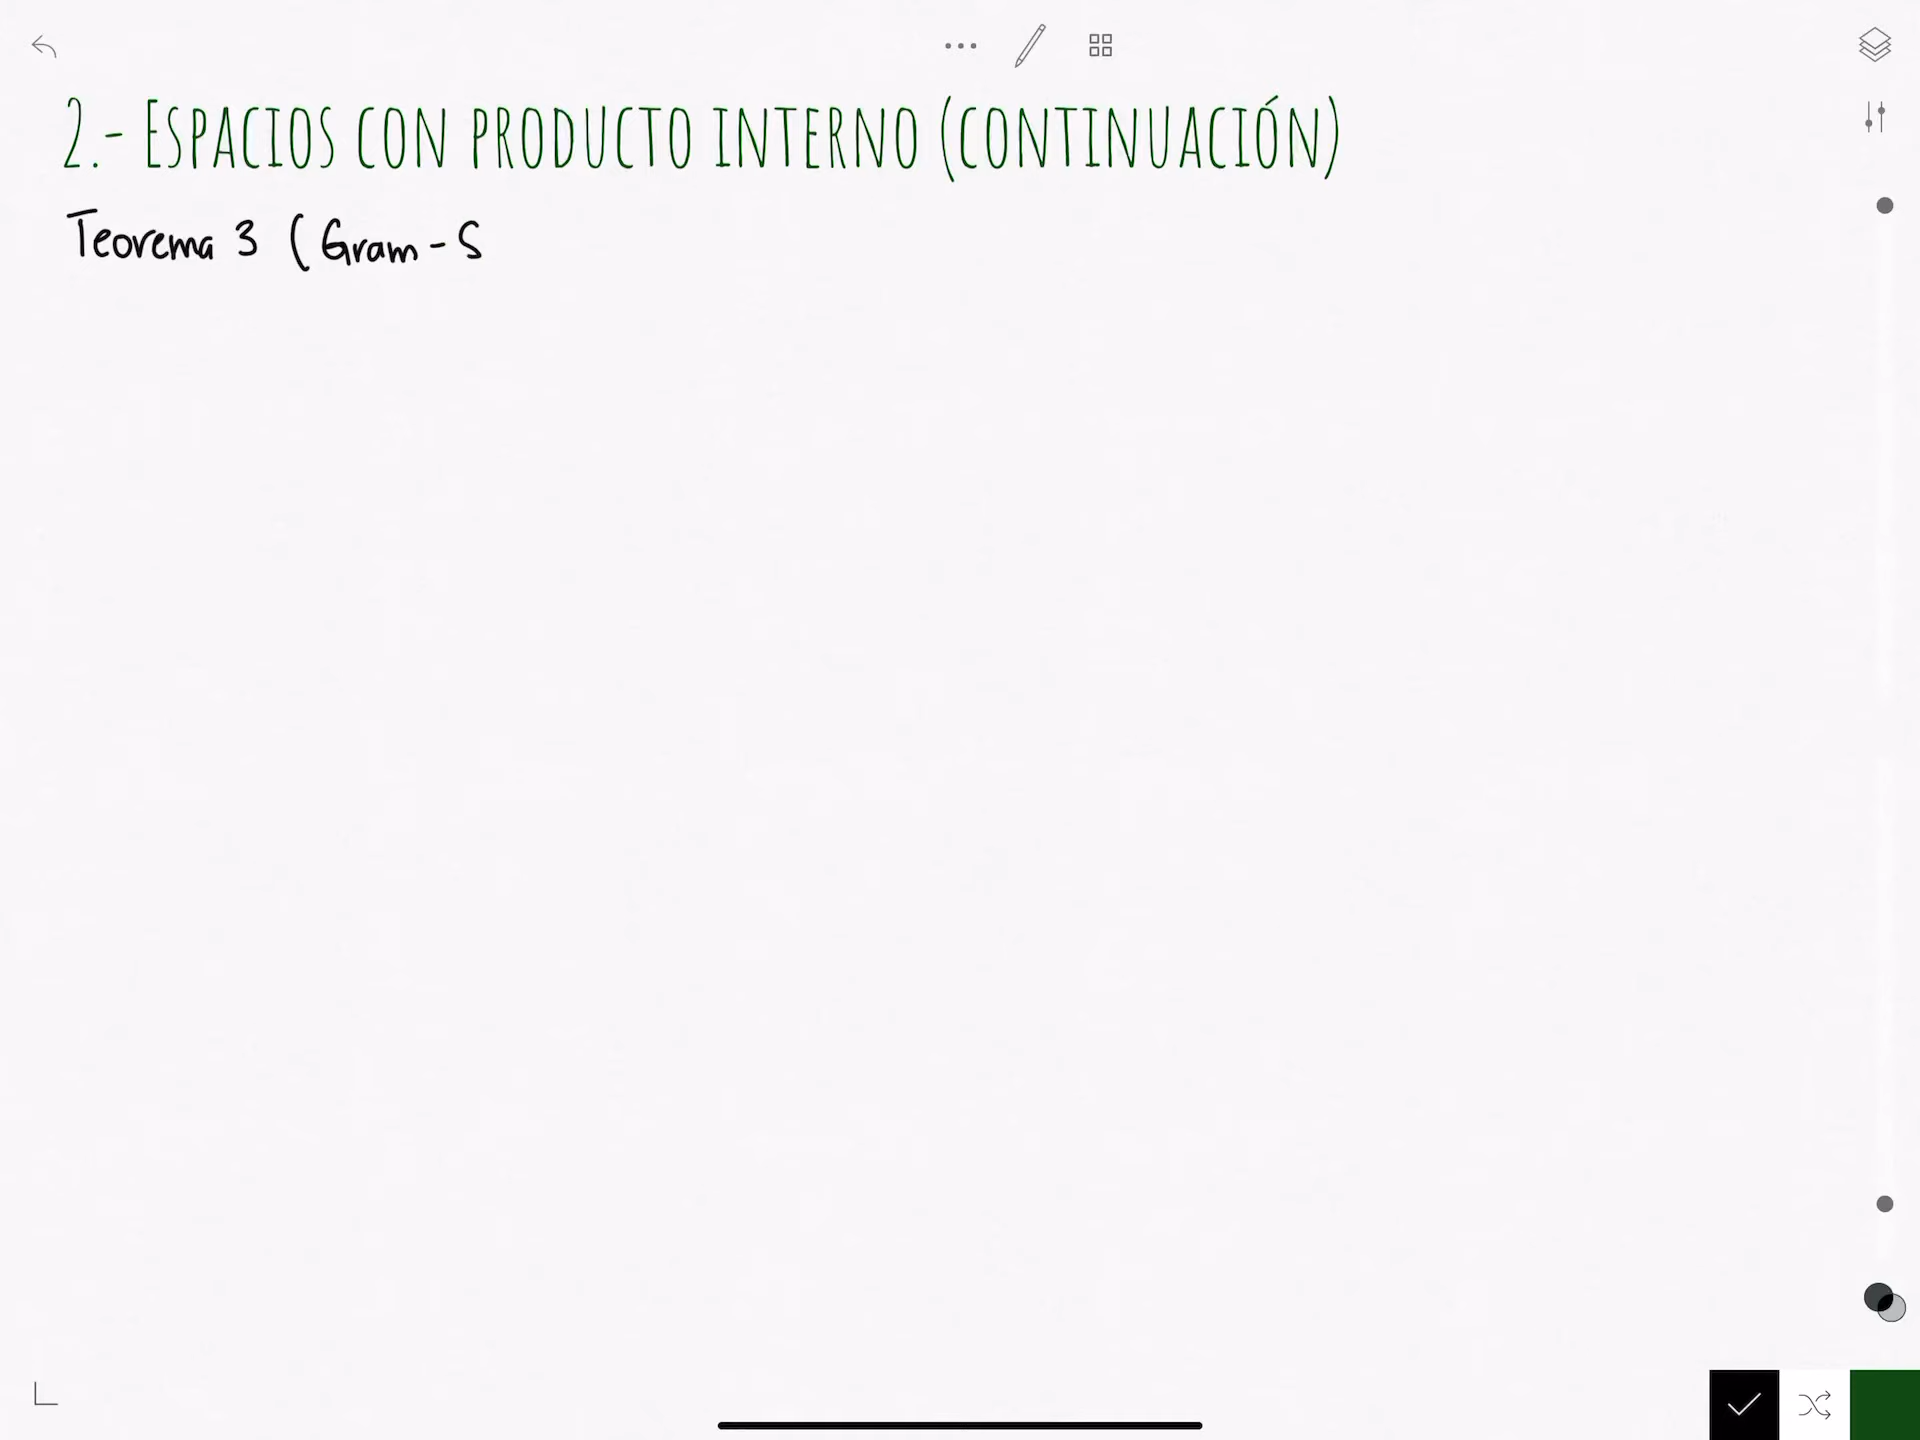 2.- ESPACIOS CON PRODUCTO INTERNO (CONTINUACIÓN)
Teorema 3 (Gram-S